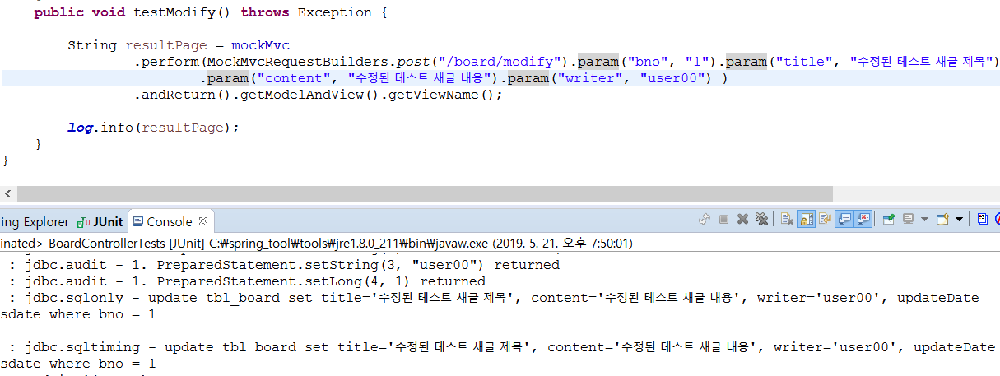 public void testModify() throws Exception {
String resultPage = mockMvc
.perform(MockMvcRequestBuilders.post("/board/modify").param("bno", "1").param("title", "수정된 테스트 새글 제목")
.param("content", "수정된 테스트 새글 내용").param("writer", "user00") )
.andReturn().getModelAndView().getViewName();
log.info(resultPage);
}
}
ring Explorer JUnit Console
inated> BoardControllerTests [JUnit] C:₩spring_tool₩tools₩jre1.8.0_211₩bin₩javaw.exe (2019. 5. 21. 오후 7:50:01)
: jdbc.audit - 1. PreparedStatement.setString(3, "user00") returned
: jdbc.audit - 1. PreparedStatement.setLong(4, 1) returned
: jdbc.sqlonly - update tbl_board set title='수정된 테스트 새글 제목', content='수정된 테스트 새글 내용', writer='user00', updateDate
sdate where bno = 1
: jdbc.sqltiming - update tbl_board set title='수정된 테스트 새글 제목', content='수정된 테스트 새글 내용', writer='user00', updateDate
sdate where bno = 1